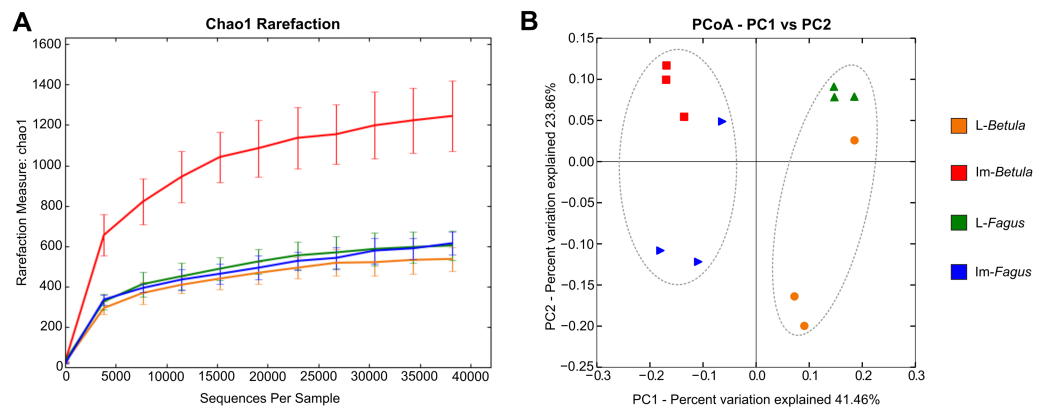 A
Chao1 Rarefaction
1600
1400
1200
1000
800
600
400
200
0
0 5000 10000 15000 20000 25000 30000 35000 40000
Rarefaction Measure: chao1
Sequences Per Sample
B
PCoA - PC1 vs PC2
0.15
0.10
0.05
0.00
−0.05
−0.10
−0.15
−0.20
−0.25
−0.3 −0.2 −0.1 0.0 0.1 0.2 0.3
PC2 - Percent variation explained 23.86%
PC1 - Percent variation explained 41.46%
L-Betula
Im-Betula
L-Fagus
Im-Fagus